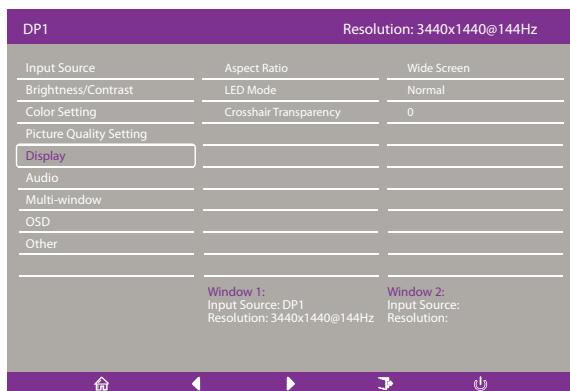 DP1 Resolution: 3440x1440@144Hz
Input Source Aspect Ratio Wide Screen
Brightness/Contrast LED Mode Normal
Color Setting Crosshair Transparency 0
Picture Quality Setting
Display
Audio
Multi-window
OSD
Other
Window 1: Window 2:
Input Source: DP1 Input Source:
Resolution: 3440x1440@144Hz Resolution: